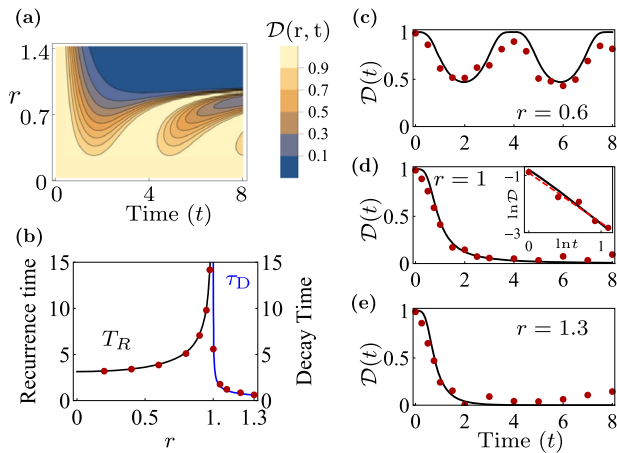 (a)
1.4
r
0.7
0
0
4
8
Time (t)
𝒟(r, t)
0.9
0.7
0.5
0.3
0.1
(b)
15
10
5
0
Recurrence time
T_R
τ_D
15
10
5
0
Decay Time
0
0.5
1.
1.3
r
(c)
1
0.5
0
𝒟(t)
r = 0.6
0
2
4
6
8
(d)
1
0.5
0
𝒟(t)
r = 1
-1
-3
ln𝒟
0
lnt
1
0
2
4
6
8
(e)
1
0.5
0
𝒟(t)
r = 1.3
0
2
4
6
8
Time (t)